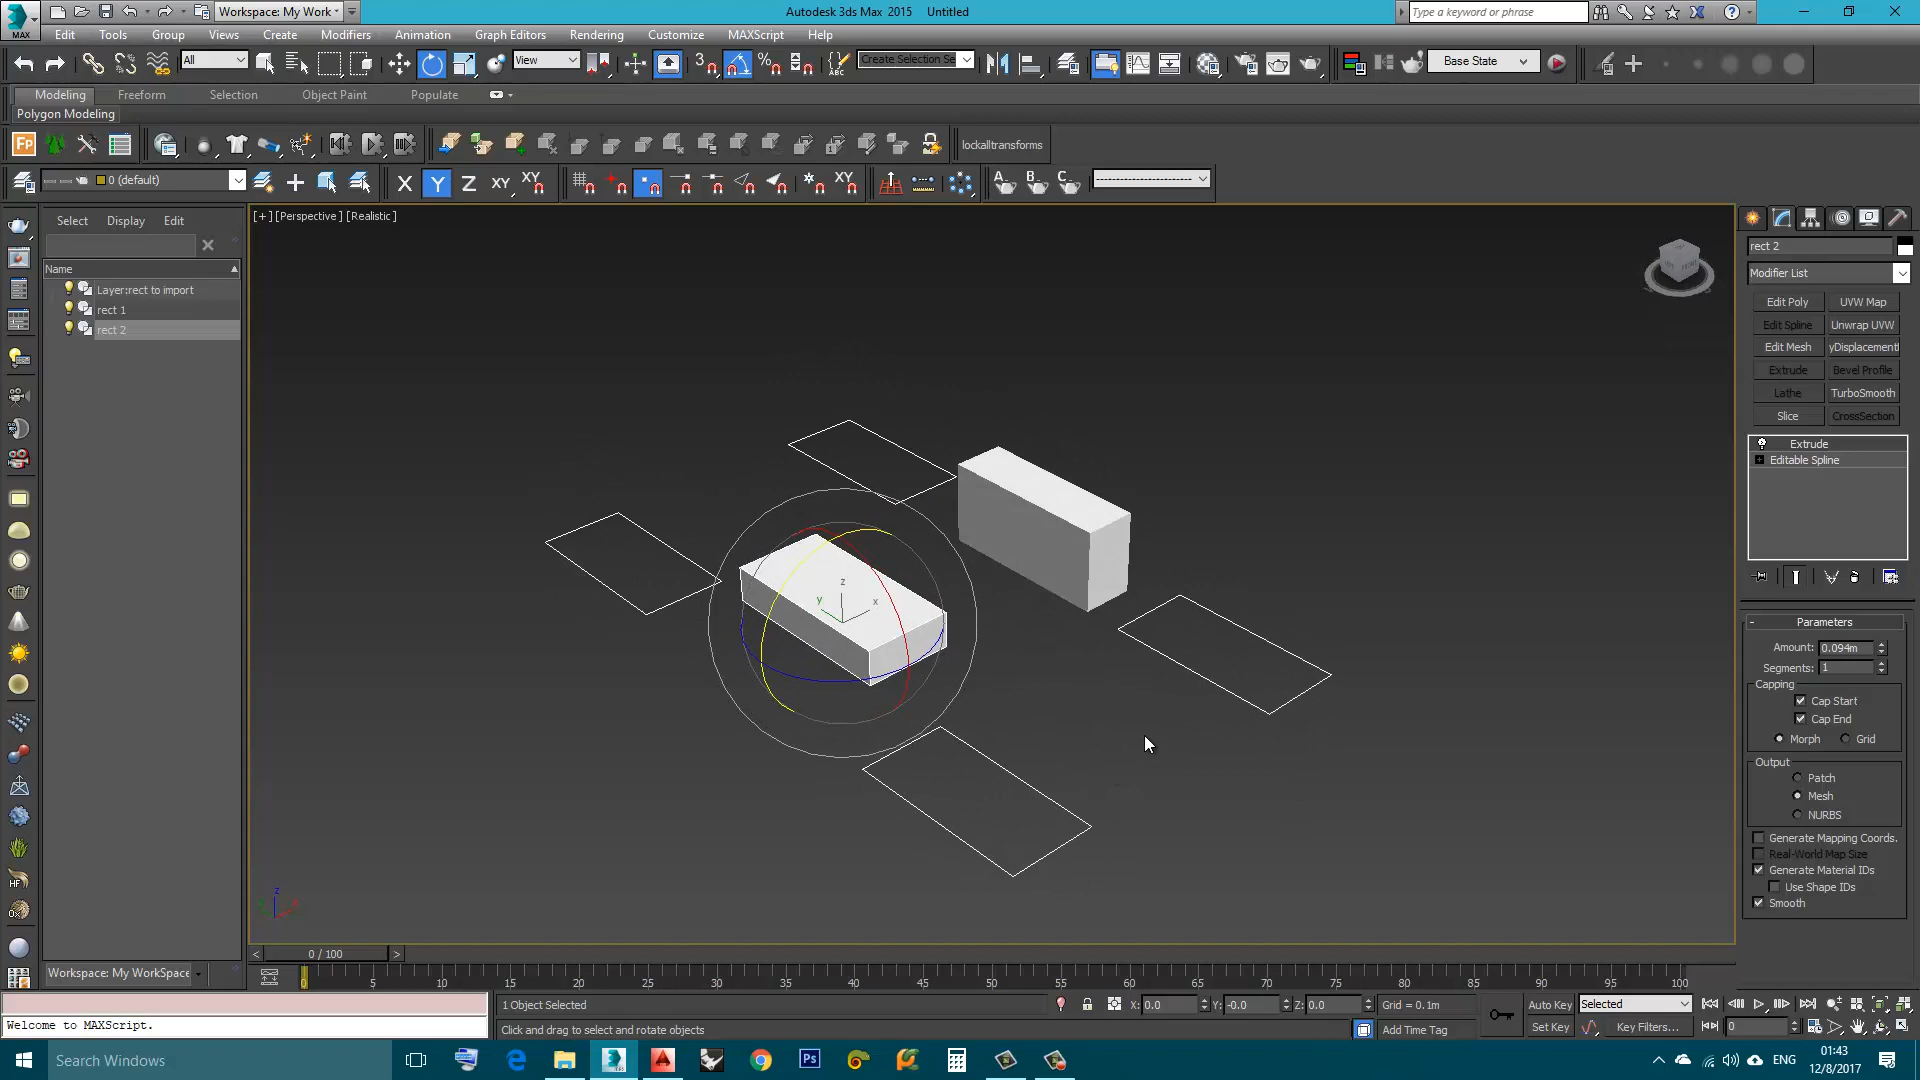 MAX
Workspace: My Work
Autodesk 3ds Max 2015
Untitled
Type a keyword or phrase
Edit Tools Group Views Create Modifiers Animation Graph Editors Rendering Customize MAXScript Help
All
View
3
ABC
Create Selection Se
Base State
Modeling Freeform Selection Object Paint Populate
Polygon Modeling
Fp
lockalltransforms
0 (default)
X Y Z XY XY
XY
A B C
Select Display Edit
[+] [Perspective] [Realistic]
Name
Layer:rect to import
rect 1
rect 2
rect 2
Modifier List
Edit Poly UVW Map
Edit Spline Unwrap UVW
Edit Mesh yDisplacement
Extrude Bevel Profile
Lathe TurboSmooth
Slice CrossSection
Extrude
Editable Spline
z
y
x
Parameters
Amount: 0.094m
Segments: 1
Capping
Cap Start
Cap End
Morph Grid
Output
Patch
Mesh
NURBS
Generate Mapping Coords.
Real-World Map Size
Generate Material IDs
Use Shape IDs
Smooth
HF
Ox
z
0 / 100
Workspace: My WorkSpace
0 5 10 15 20 25 30 35 40 45 50 55 60 65 70 75 80 85 90 95 100
1 Object Selected
X: 0.0 Y: -0.0 Z: 0.0
Grid = 0.1m
Auto Key
Selected
Welcome to MAXScript.
Click and drag to select and rotate objects
Add Time Tag
Set Key
Key Filters...
0
Search Windows
Ps
ENG
01:43
12/8/2017